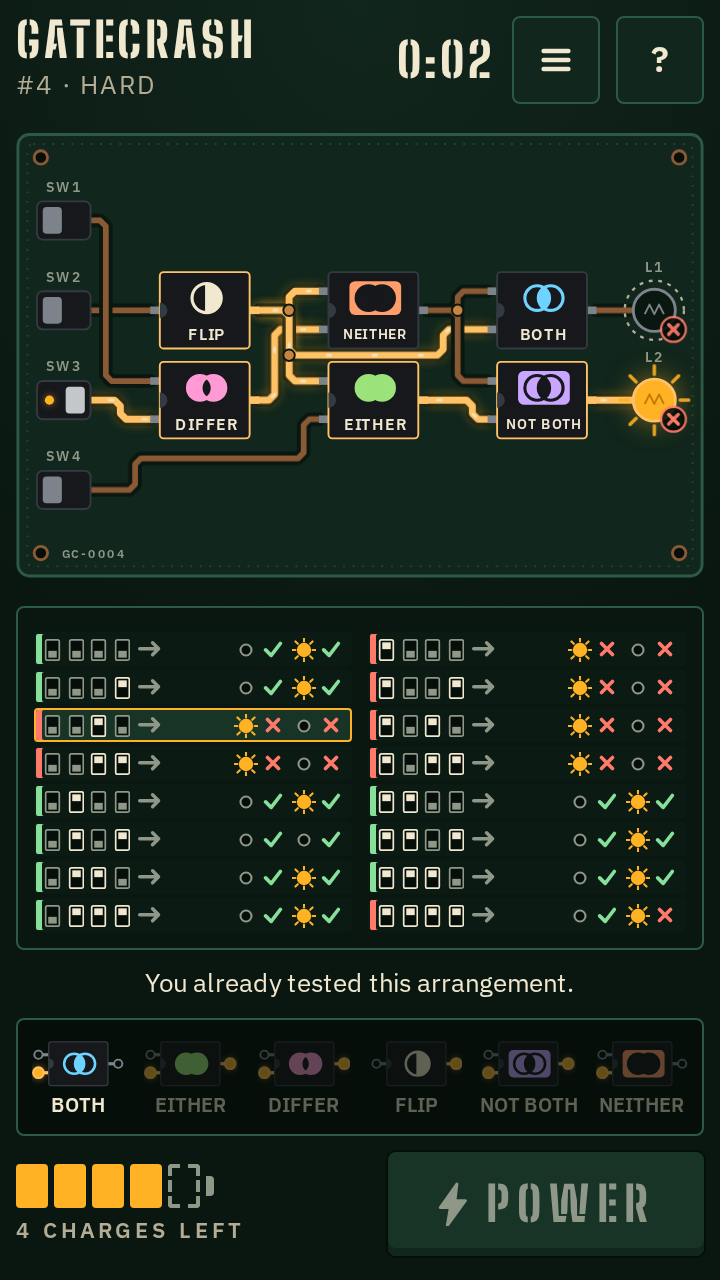 GATECRASH
#4 · HARD
0:02
?
SW1
SW2
SW3
SW4
FLIP
NEITHER
BOTH
L1
DIFFER
EITHER
NOT BOTH
L2
GC-0004
You already tested this arrangement.
BOTH EITHER DIFFER FLIP NOT BOTH NEITHER
4 CHARGES LEFT
POWER